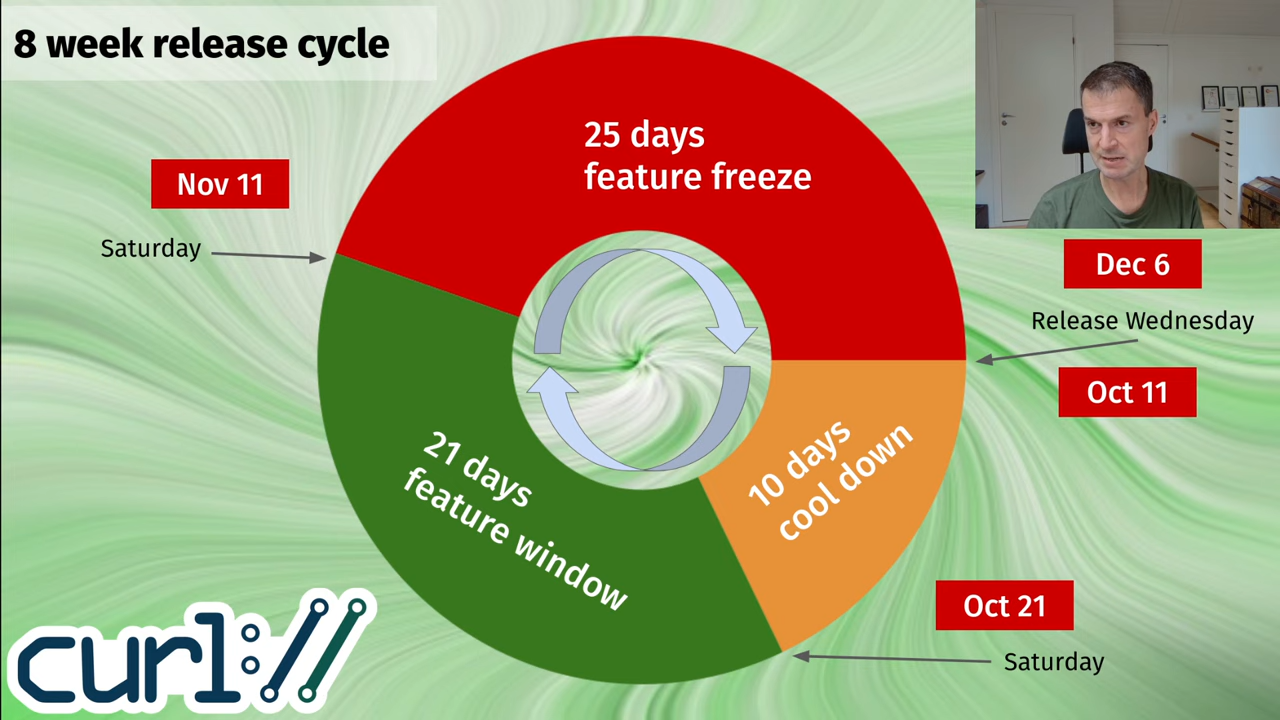 8 week release cycle
25 days
feature freeze
Nov 11
Saturday
Dec 6
Release Wednesday
Oct 11
10 days
cool down
21 days
feature window
Oct 21
Saturday
curl://